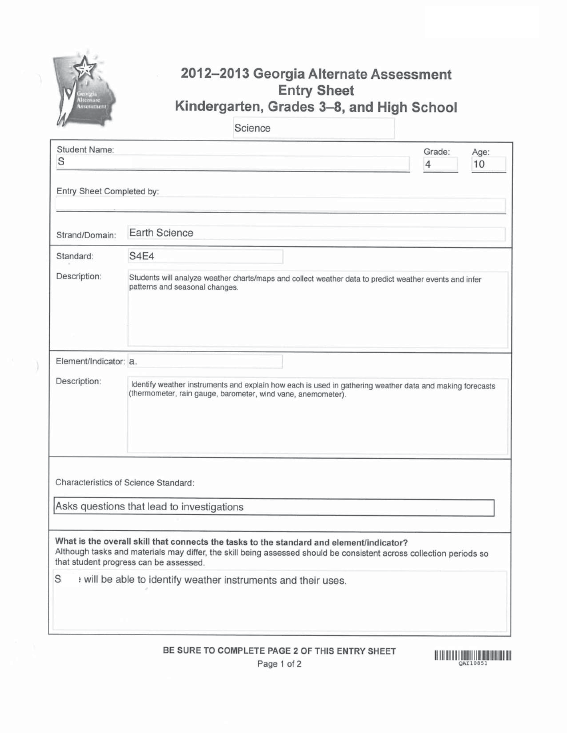 Georgia
Alternate
Assessment
2012–2013 Georgia Alternate Assessment
Entry Sheet
Kindergarten, Grades 3–8, and High School
Science
Student Name:
S
Grade:
4
Age:
10
Entry Sheet Completed by:
Strand/Domain: Earth Science
Standard: S4E4
Description: Students will analyze weather charts/maps and collect weather data to predict weather events and infer
patterns and seasonal changes.
Element/Indicator: a.
Description: Identify weather instruments and explain how each is used in gathering weather data and making forecasts
(thermometer, rain gauge, barometer, wind vane, anemometer).
Characteristics of Science Standard:
Asks questions that lead to investigations
What is the overall skill that connects the tasks to the standard and element/indicator?
Although tasks and materials may differ, the skill being assessed should be consistent across collection periods so
that student progress can be assessed.
S will be able to identify weather instruments and their uses.
BE SURE TO COMPLETE PAGE 2 OF THIS ENTRY SHEET
Page 1 of 2